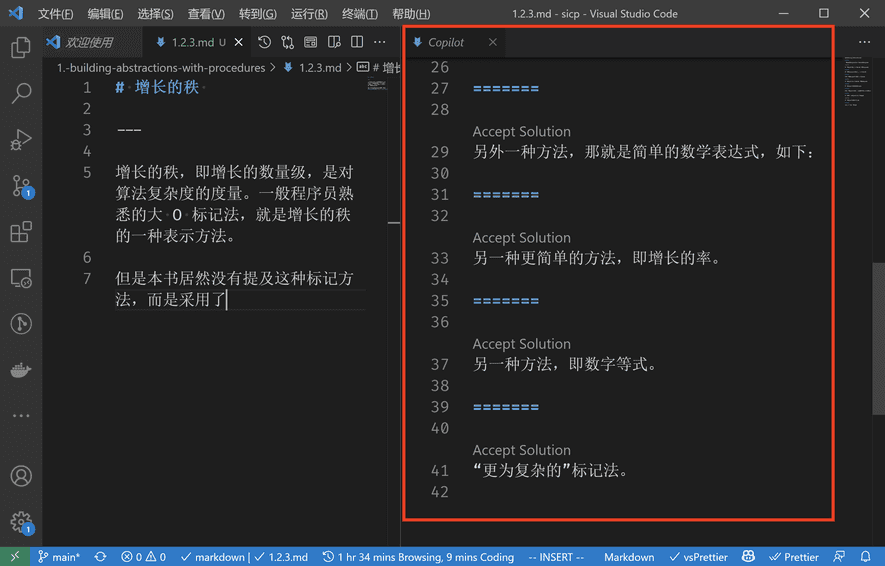 文件(F) 编辑(E) 选择(S) 查看(V) 转到(G) 运行(R) 终端(T) 帮助(H) 1.2.3.md - sicp - Visual Studio Code
欢迎使用 1.2.3.md U
1.-building-abstractions-with-procedures > 1.2.3.md > # 增长
1 # 增长的秩
2
3 ---
4
5 增长的秩，即增长的数量级，是对
算法复杂度的度量。一般程序员熟
悉的大 O 标记法，就是增长的秩
的一种表示方法。
6
7 但是本书居然没有提及这种标记方
法，而是采用了
Copilot
26
27 =======
28
Accept Solution
29 另外一种方法，那就是简单的数学表达式，如下：
30
31 =======
32
Accept Solution
33 另一种更简单的方法，即增长的率。
34
35 =======
36
Accept Solution
37 另一种方法，即数字等式。
38
39 =======
40
Accept Solution
41 “更为复杂的”标记法。
42
1
1
main* 0 0 markdown | 1.2.3.md 1 hr 34 mins Browsing, 9 mins Coding -- INSERT -- Markdown vsPrettier Prettier